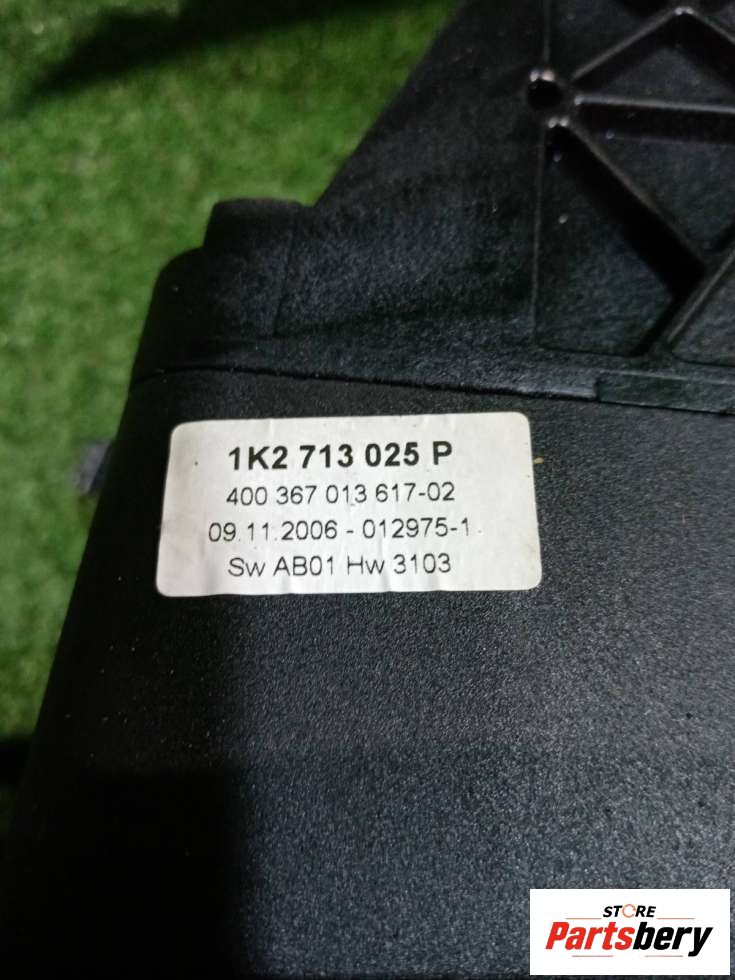 1K2 713 025 P
400 367 013 617-02
09.11.2006 - 012975-1
Sw AB01 Hw 3103
STORE
Partsbery